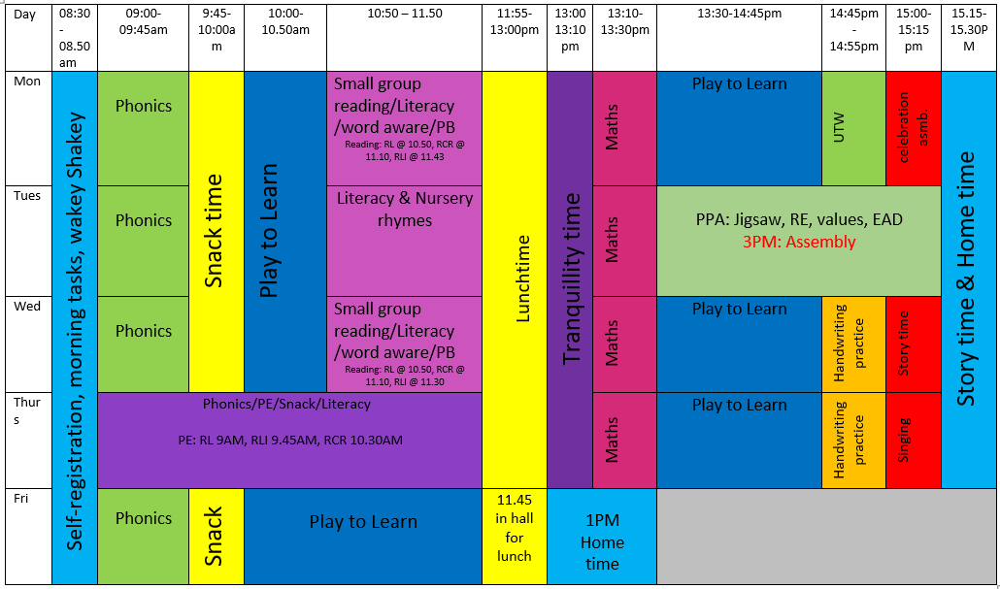 Day
08:30
-
08.50
am
09:00-
09:45am
9:45-
10:00a
m
10:00-
10.50am
10:50 – 11.50
11:55-
13:00pm
13:00
13:10
pm
13:10-
13:30pm
13:30-14:45pm
14:45pm
-
14:55pm
15:00-
15:15
pm
15.15-
15.30P
M
Mon
Self-registration, morning tasks, wakey Shakey
Phonics
Snack time
Play to Learn
Small group
reading/Literacy
/word aware/PB
Reading: RL @ 10.50, RCR @
11.10, RLI @ 11.43
Lunchtime
Tranquillity time
Maths
Play to Learn
UTW
celebration
asmb.
Story time & Home time
Tues
Phonics
Literacy & Nursery
rhymes
Maths
PPA: Jigsaw, RE, values, EAD
3PM: Assembly
Wed
Phonics
Small group
reading/Literacy
/word aware/PB
Reading: RL @ 10.50, RCR @
11.10, RLI @ 11.30
Maths
Play to Learn
Handwriting
practice
Story time
Thur
s
Phonics/PE/Snack/Literacy
PE: RL 9AM, RLI 9.45AM, RCR 10.30AM
Maths
Play to Learn
Handwriting
practice
Singing
Fri
Phonics
Snack
Play to Learn
11.45
in hall
for
lunch
1PM
Home
time